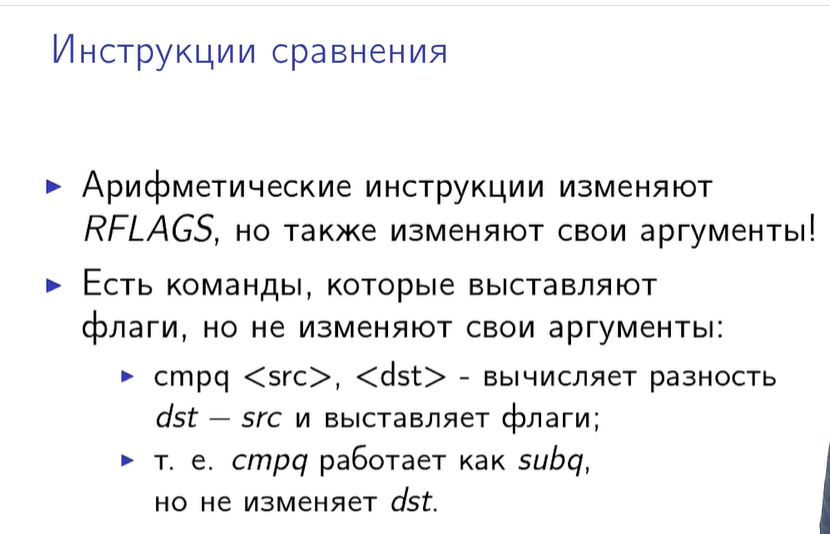 Инструкции сравнения
Арифметические инструкции изменяют
RFLAGS, но также изменяют свои аргументы!
Есть команды, которые выставляют
флаги, но не изменяют свои аргументы:
cmpq <src>, <dst> - вычисляет разность
dst − src и выставляет флаги;
т. е. cmpq работает как subq,
но не изменяет dst.